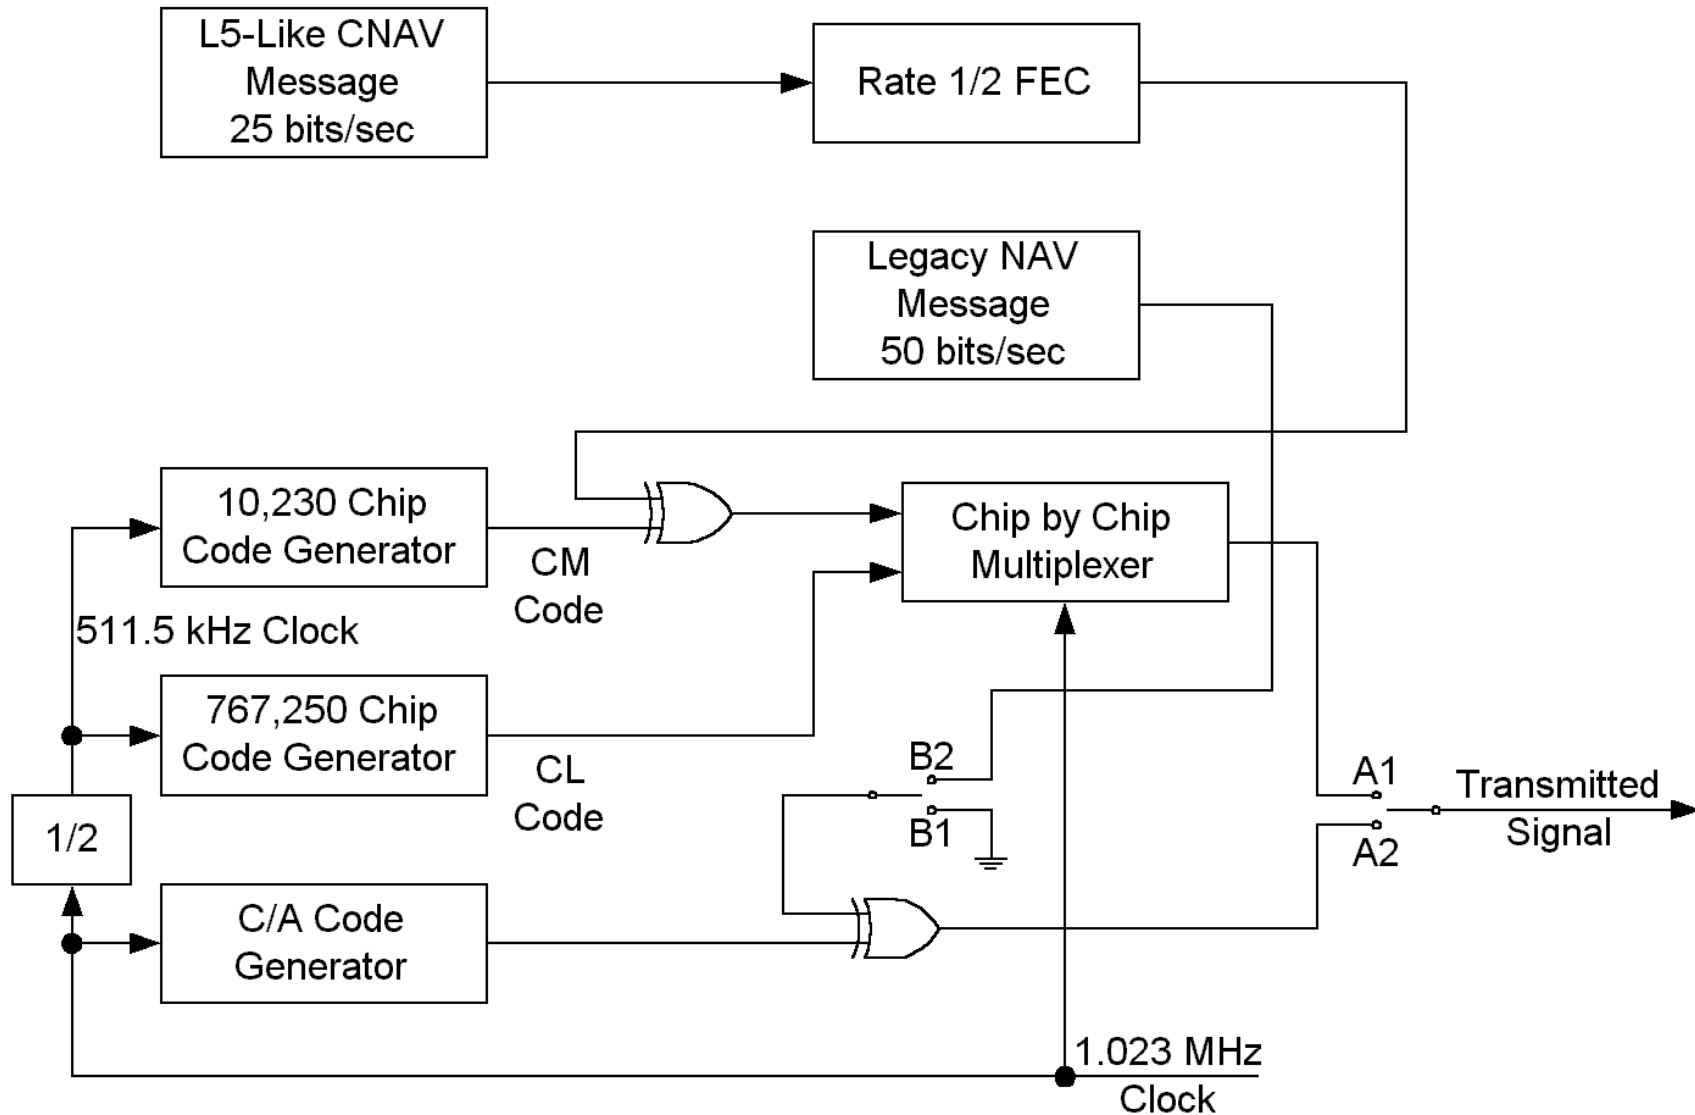 L5-Like CNAV
Message
25 bits/sec
Rate 1/2 FEC
Legacy NAV
Message
50 bits/sec
10,230 Chip
Code Generator
CM
Code
Chip by Chip
Multiplexer
511.5 kHz Clock
767,250 Chip
Code Generator
CL
Code
B2
B1
A1
A2
Transmitted
Signal
1/2
C/A Code
Generator
1.023 MHz
Clock